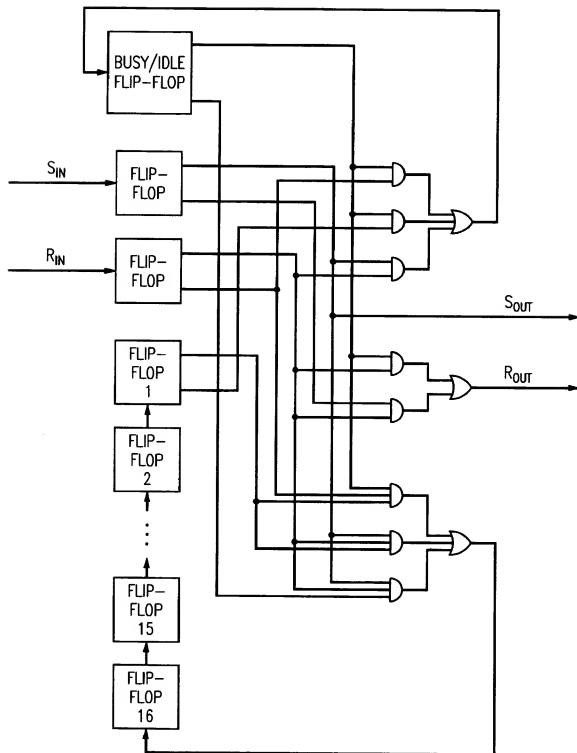 BUSY/IDLE
FLIP-FLOP
SIN
FLIP-
FLOP
RIN
FLIP-
FLOP
SOUT
FLIP-
FLOP
1
ROUT
FLIP-
FLOP
2
FLIP-
FLOP
15
FLIP-
FLOP
16